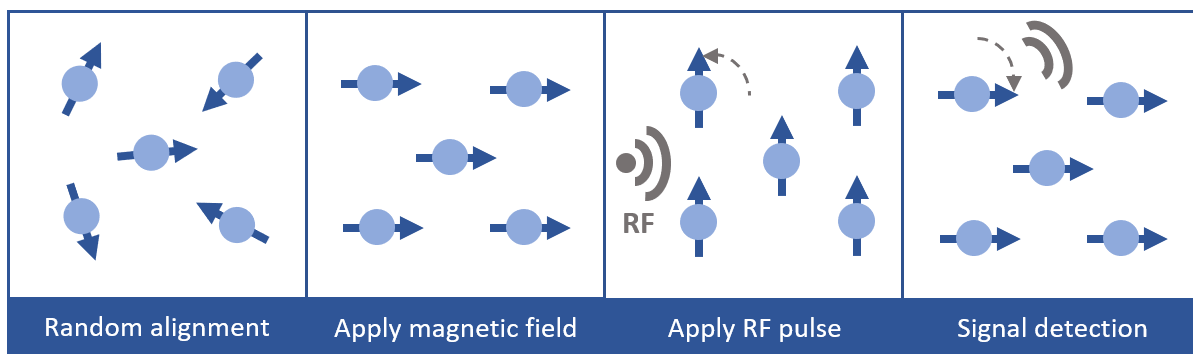 RF
Random alignment
Apply magnetic field
Apply RF pulse
Signal detection